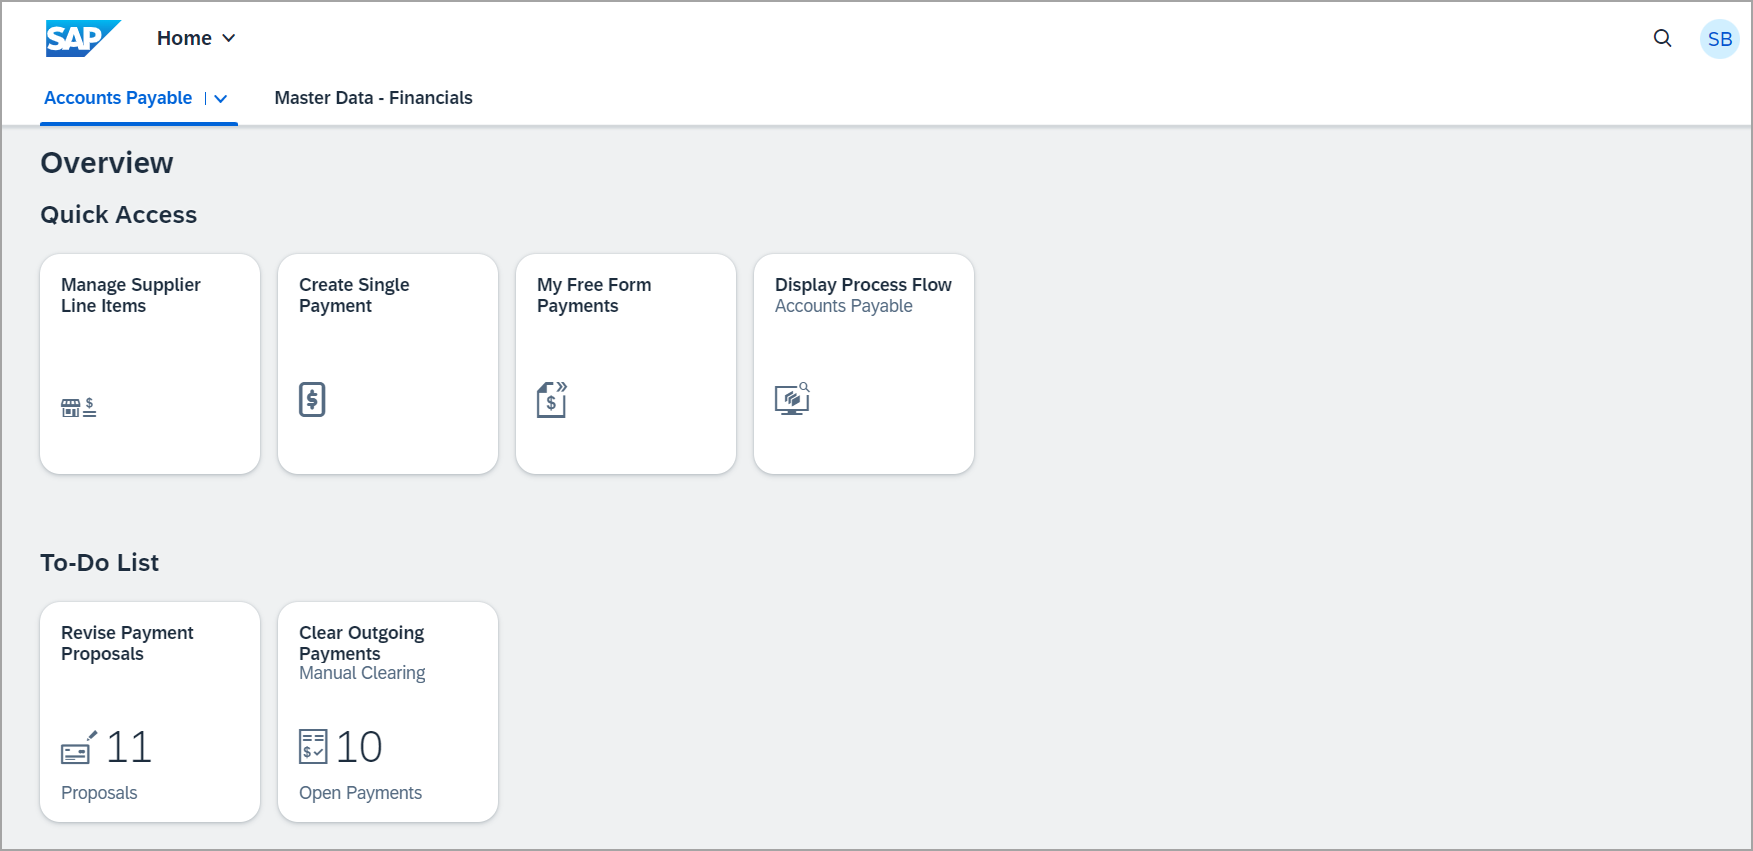 SAP
Home
SB
Accounts Payable
Master Data - Financials
Overview
Quick Access
Manage Supplier
Line Items
$
Create Single
Payment
$
My Free Form
Payments
$
Display Process Flow
Accounts Payable
To-Do List
Revise Payment
Proposals
11
Proposals
Clear Outgoing
Payments
Manual Clearing
$
10
Open Payments